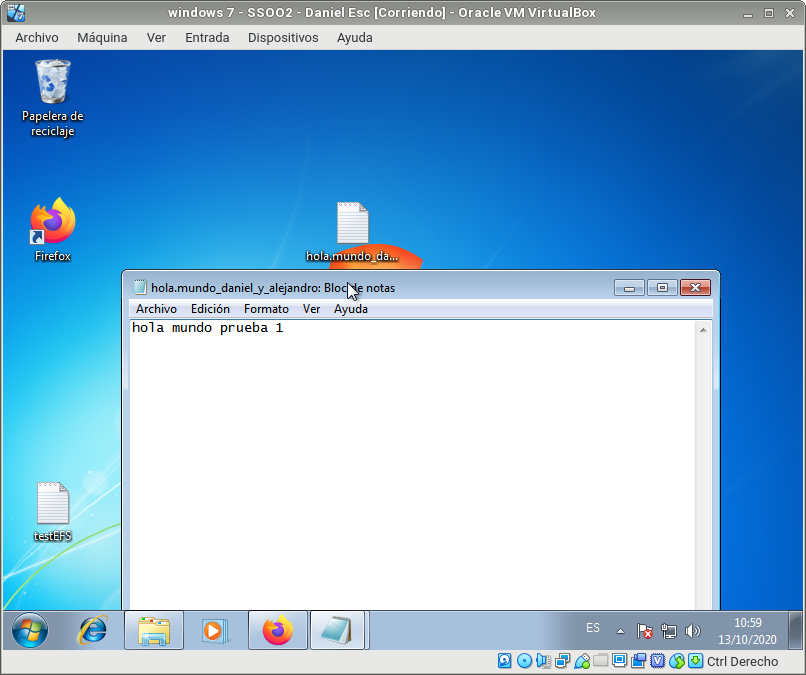 windows 7 - SSOO2 - Daniel Esc [Corriendo] - Oracle VM VirtualBox
Archivo Máquina Ver Entrada Dispositivos Ayuda
Papelera de
reciclaje
Firefox
hola.mundo_da...
hola.mundo_daniel_y_alejandro: Bloc de notas
Archivo Edición Formato Ver Ayuda
hola mundo prueba 1
testEFS
ES
10:59
13/10/2020
Ctrl Derecho